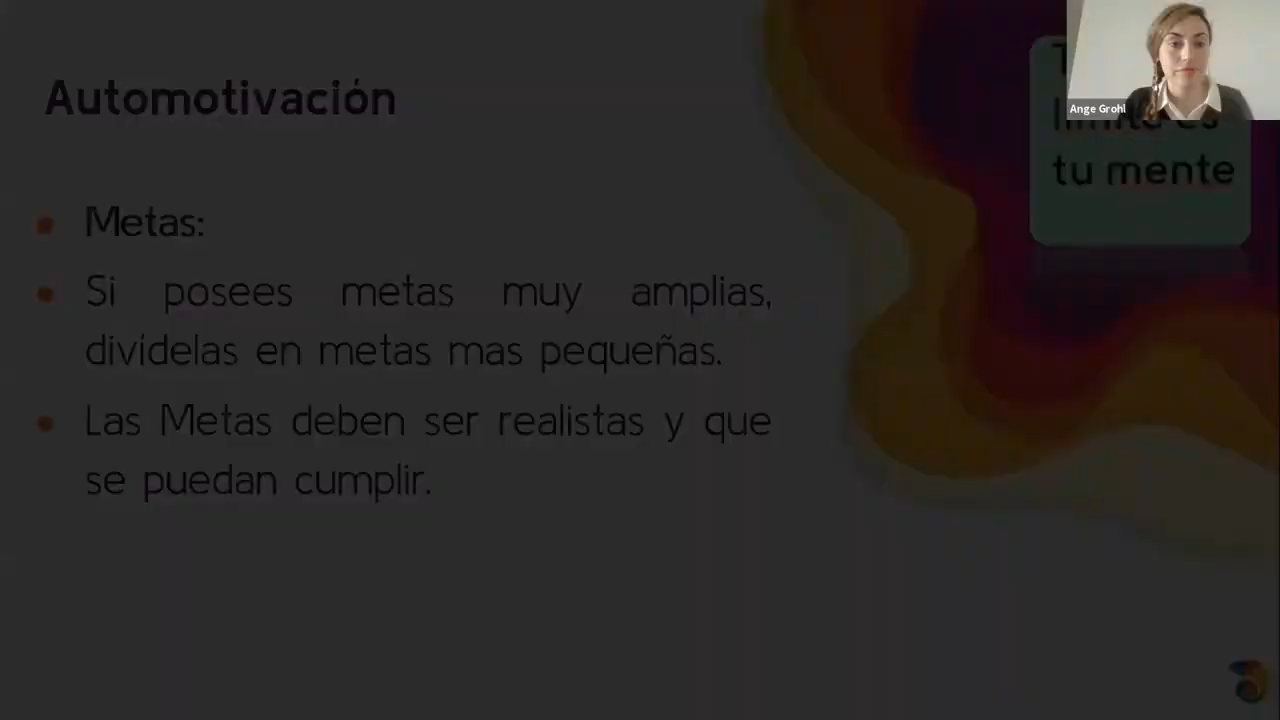 Automotivación
Ange Grohl
tu mente
Metas:
Si posees metas muy amplias,
divídelas en metas mas pequeñas.
Las Metas deben ser realistas y que
se puedan cumplir.